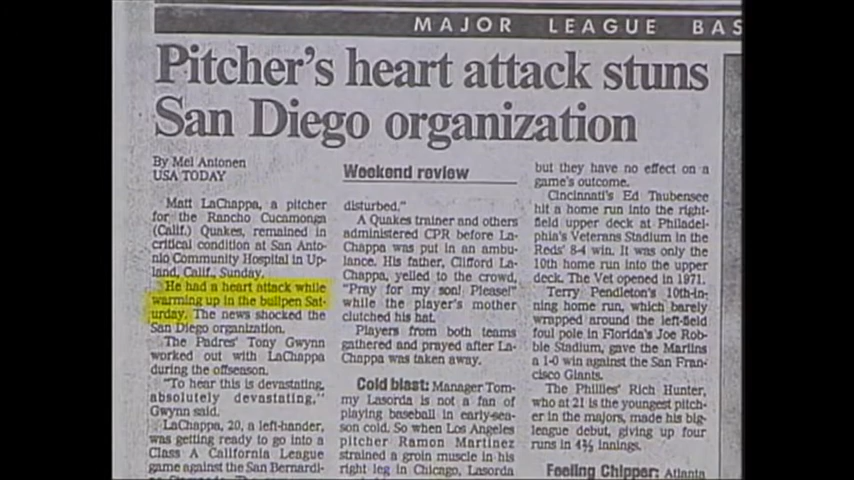 MAJOR LEAGUE BAS
Pitcher's heart attack stuns
San Diego organization
By Mel Antonen
USA TODAY
Matt LaChappa, a pitcher
for the Rancho Cucamonga
(Calif.) Quakes, remained in
critical condition at San Anto-
nio Community Hospital in Up-
land, Calif., Sunday.
He had a heart attack while
warming up in the bullpen Sat-
urday. The news shocked the
San Diego organization.
The Padres' Tony Gwynn
worked out with LaChappa
during the offseason.
"To hear this is devastating,
absolutely devastating,"
Gwynn said.
LaChappa, 20, a left-hander,
was getting ready to go into a
Class A California League
game against the San Bernardi-
Weekend review
disturbed."
A Quakes trainer and others
administered CPR before La-
Chappa was put in an ambu-
lance. His father, Clifford La-
Chappa, yelled to the crowd,
"Pray for my son! Please!"
while the player's mother
clutched his hat.
Players from both teams
gathered and prayed after La-
Chappa was taken away.
Cold blast: Manager Tom-
my Lasorda is not a fan of
playing baseball in early-sea-
son cold. So when Los Angeles
pitcher Ramon Martinez
strained a groin muscle in his
right leg in Chicago, Lasorda
but they have no effect on a
game's outcome.
Cincinnati's Ed Taubensee
hit a home run into the right-
field upper deck at Philadel-
phia's Veterans Stadium in the
Reds' 8-4 win. It was only the
10th home run into the upper
deck. The Vet opened in 1971.
Terry Pendleton's 10th-in-
ning home run, which barely
wrapped around the left-field
foul pole in Florida's Joe Rob-
bie Stadium, gave the Marlins
a 1-0 win against the San Fran-
cisco Giants.
The Phillies' Rich Hunter,
who at 21 is the youngest pitch-
er in the majors, made his big-
league debut, giving up four
runs in 4⅔ innings.
Feeling Chipper: Atlanta